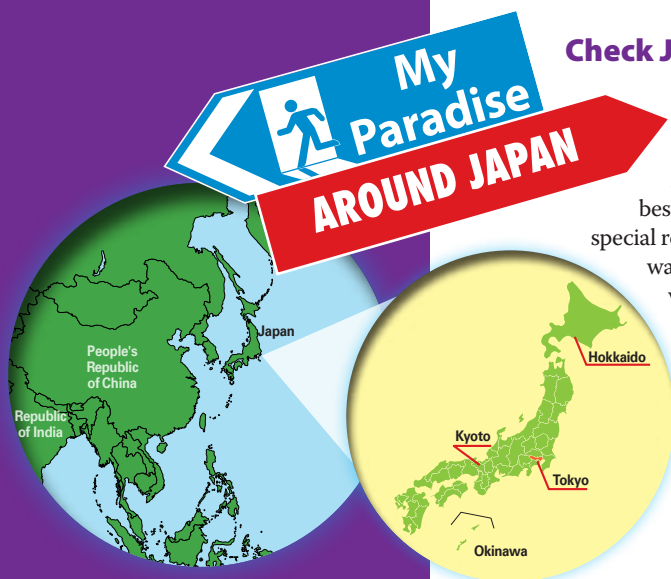 My
Paradise
AROUND JAPAN
Check
bes
special
wa
Japan
People's
Republic
of China
Republic
of India
Hokkaido
Kyoto
Tokyo
Okinawa